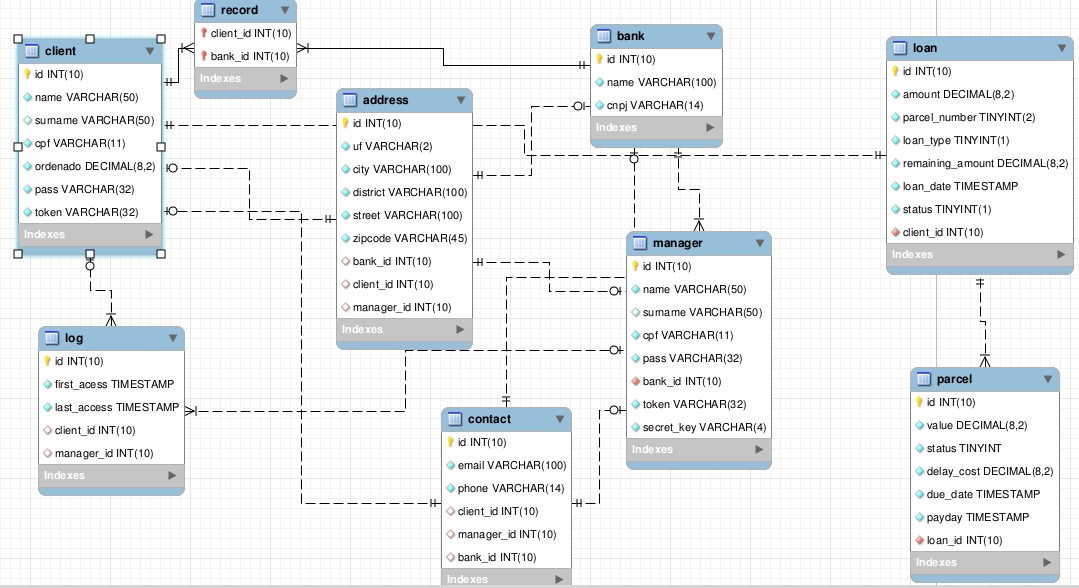 record
client_id INT(10)
bank_id INT(10)
Indexes
client
id INT(10)
name VARCHAR(50)
surname VARCHAR(50)
cpf VARCHAR(11)
ordenado DECIMAL(8,2)
pass VARCHAR(32)
token VARCHAR(32)
Indexes
address
id INT(10)
uf VARCHAR(2)
city VARCHAR(100)
district VARCHAR(100)
street VARCHAR(100)
zipcode VARCHAR(45)
bank_id INT(10)
client_id INT(10)
manager_id INT(10)
Indexes
bank
id INT(10)
name VARCHAR(100)
cnpj VARCHAR(14)
Indexes
loan
id INT(10)
amount DECIMAL(8,2)
parcel_number TINYINT(2)
loan_type TINYINT(1)
remaining_amount DECIMAL(8,2)
loan_date TIMESTAMP
status TINYINT(1)
client_id INT(10)
Indexes
manager
id INT(10)
name VARCHAR(50)
surname VARCHAR(50)
cpf VARCHAR(11)
pass VARCHAR(32)
bank_id INT(10)
token VARCHAR(32)
secret_key VARCHAR(4)
Indexes
log
id INT(10)
first_acess TIMESTAMP
last_access TIMESTAMP
client_id INT(10)
manager_id INT(10)
Indexes
contact
id INT(10)
email VARCHAR(100)
phone VARCHAR(14)
client_id INT(10)
manager_id INT(10)
bank_id INT(10)
Indexes
parcel
id INT(10)
value DECIMAL(8,2)
status TINYINT
delay_cost DECIMAL(8,2)
due_date TIMESTAMP
payday TIMESTAMP
loan_id INT(10)
Indexes